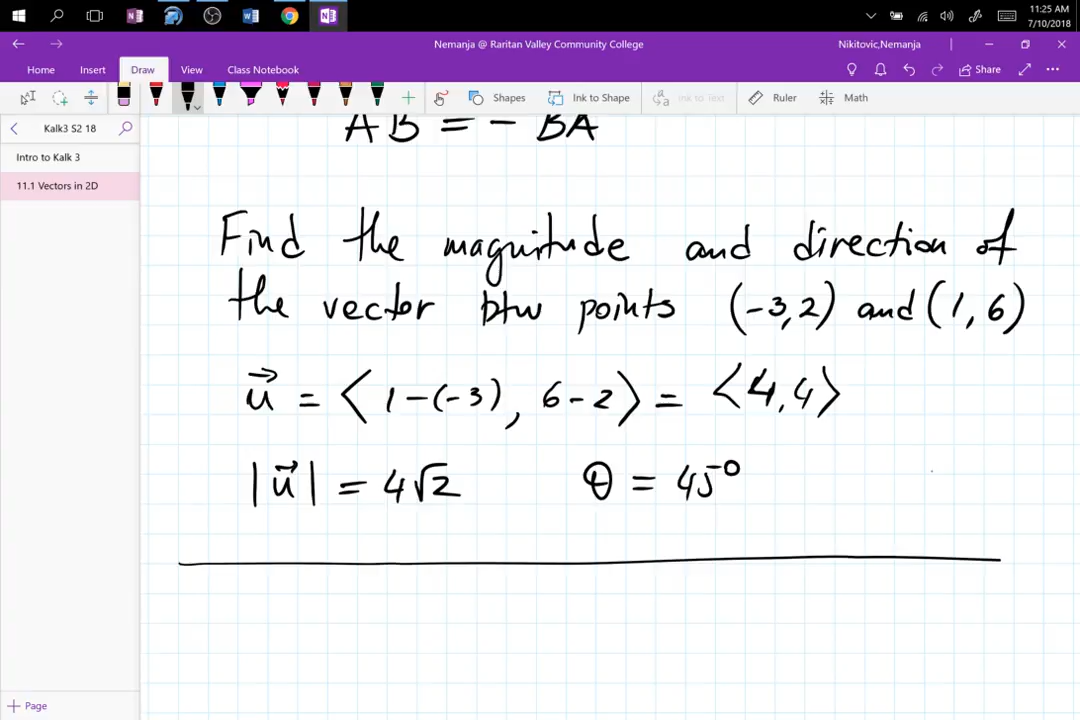 11:25 AM
7/10/2018
Nemanja @ Raritan Valley Community College
Nikitovic,Nemanja
Home Insert Draw View Class Notebook Share
Shapes Ink to Shape Ink to Text Ruler Math
Kalk3 S2 18
Intro to Kalk 3
11.1 Vectors in 2D
AB = - BA
Find the magnitude and direction of
the vector btw points (-3,2) and (1,6)
u⃗ = ⟨1-(-3), 6-2⟩ = ⟨4,4⟩
|u⃗| = 4√2 θ = 45°
Page